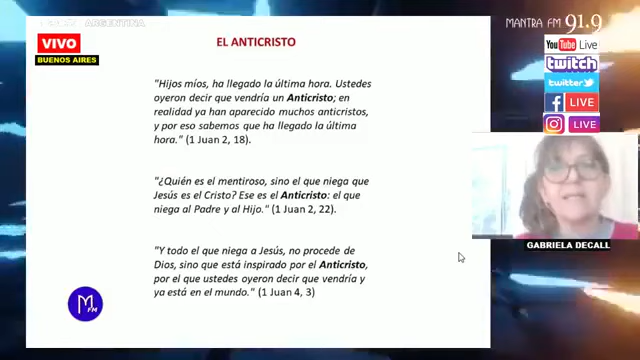 ARGENTINA
MANTRA FM 91.9
VIVO
BUENOS AIRES
YouTube Live
twitch
twitter
LIVE
LIVE
EL ANTICRISTO
"Hijos míos, ha llegado la última hora. Ustedes
oyeron decir que vendría un Anticristo; en
realidad ya han aparecido muchos anticristos,
y por eso sabemos que ha llegado la última
hora." (1 Juan 2, 18).
"¿Quién es el mentiroso, sino el que niega que
Jesús es el Cristo? Ese es el Anticristo: el que
niega al Padre y al Hijo." (1 Juan 2, 22).
"Y todo el que niega a Jesús, no procede de
Dios, sino que está inspirado por el Anticristo,
por el que ustedes oyeron decir que vendría y
ya está en el mundo." (1 Juan 4, 3)
GABRIELA DECALL
M FM